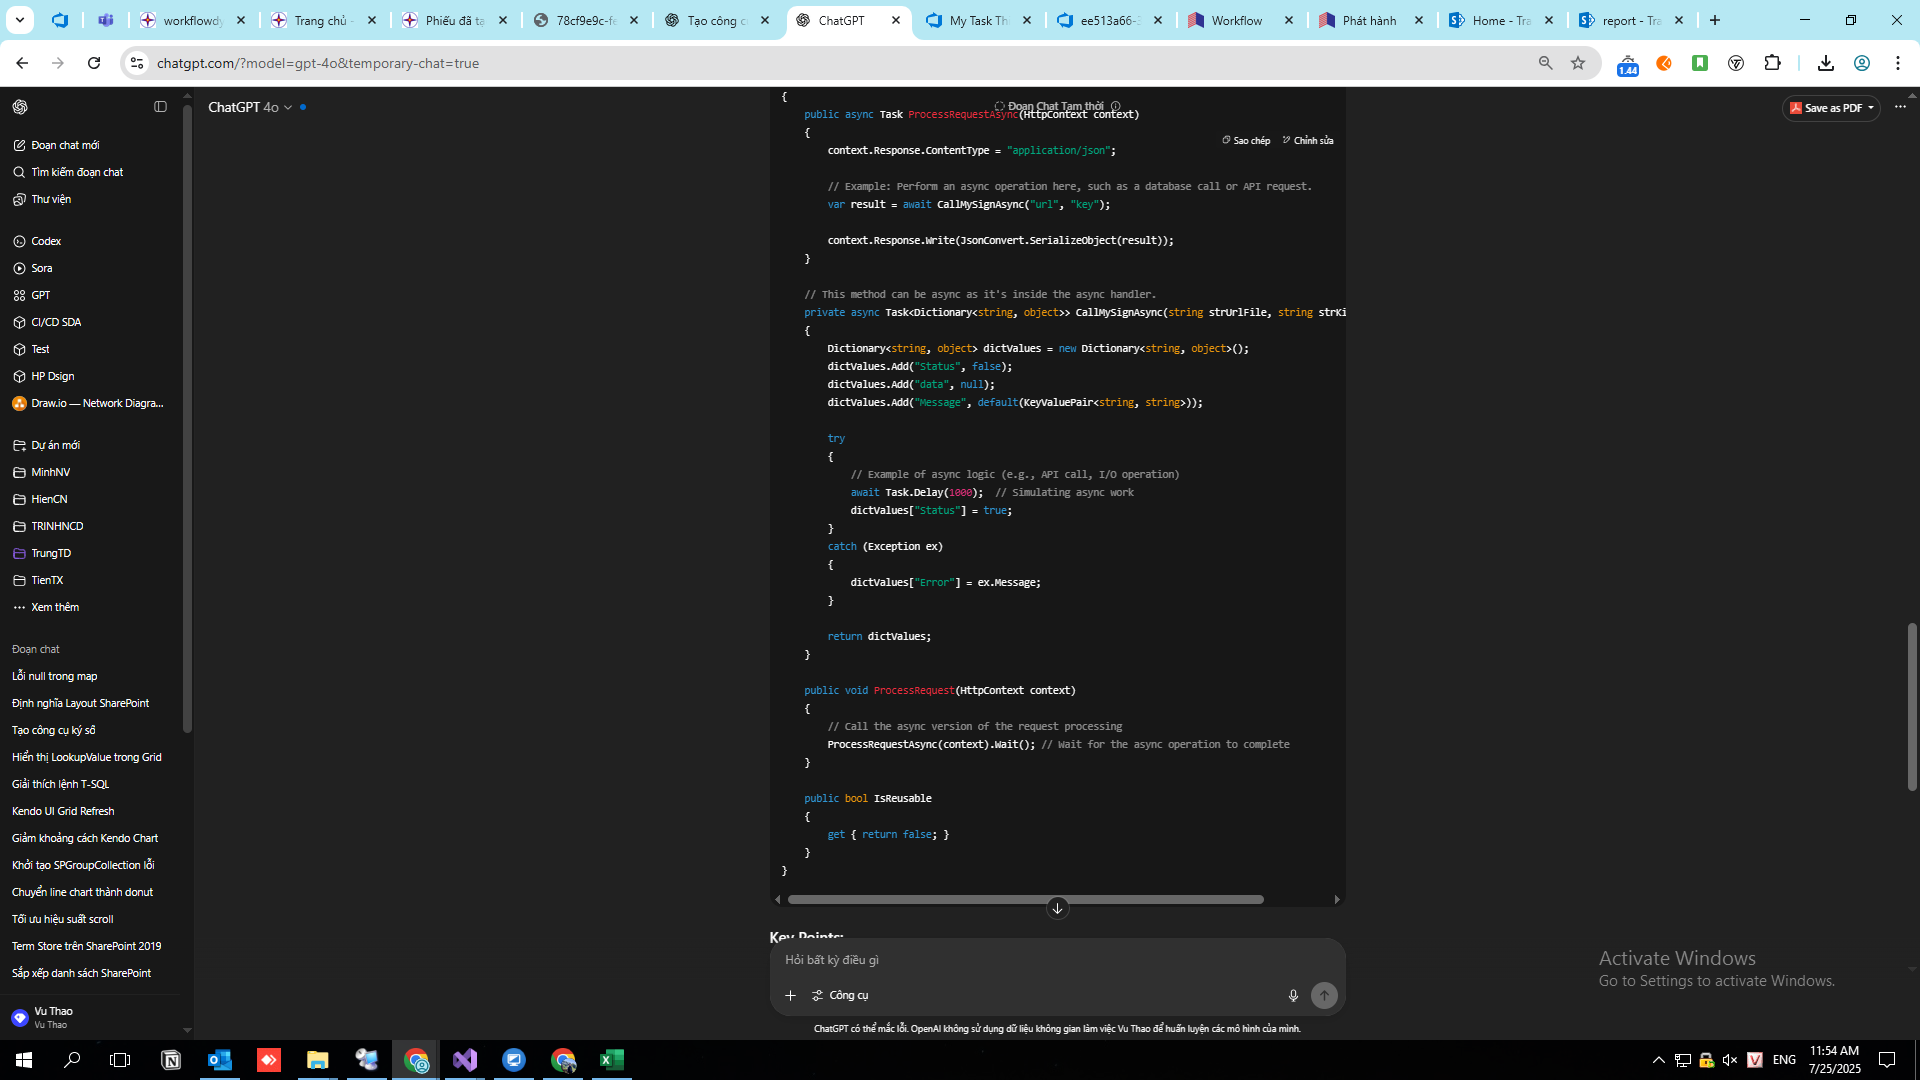 workflowdy
Trang chủ -
Phiếu đã tạ
78cf9e9c-fe
Tạo công c
ChatGPT
My Task Th
ee513a66-3
Workflow
Phát hành
Home - Tra
report - Tra
chatgpt.com/?model=gpt-4o&temporary-chat=true
1.44
ChatGPT 4o
Đoạn Chat Tạm thời
Save as PDF
Sao chép
Chỉnh sửa
Đoạn chat mới
Tìm kiếm đoạn chat
Thư viện
Codex
Sora
GPT
CI/CD SDA
Test
HP Dsign
Draw.io — Network Diagra...
Dự án mới
MinhNV
HienCN
TRINHNCD
TrungTD
TienTX
Xem thêm
Đoạn chat
Lỗi null trong map
Định nghĩa Layout SharePoint
Tạo công cụ ký số
Hiển thị LookupValue trong Grid
Giải thích lệnh T-SQL
Kendo UI Grid Refresh
Giảm khoảng cách Kendo Chart
Khởi tạo SPGroupCollection lỗi
Chuyển line chart thành donut
Tối ưu hiệu suất scroll
Term Store trên SharePoint 2019
Sắp xếp danh sách SharePoint
Vu Thao
Vu Thao
{
public async Task ProcessRequestAsync(HttpContext context)
{
context.Response.ContentType = "application/json";
// Example: Perform an async operation here, such as a database call or API request.
var result = await CallMySignAsync("url", "key");
context.Response.Write(JsonConvert.SerializeObject(result));
}
// This method can be async as it's inside the async handler.
private async Task<Dictionary<string, object>> CallMySignAsync(string strUrlFile, string strKi
{
Dictionary<string, object> dictValues = new Dictionary<string, object>();
dictValues.Add("Status", false);
dictValues.Add("data", null);
dictValues.Add("Message", default(KeyValuePair<string, string>));
try
{
// Example of async logic (e.g., API call, I/O operation)
await Task.Delay(1000);  // Simulating async work
dictValues["Status"] = true;
}
catch (Exception ex)
{
dictValues["Error"] = ex.Message;
}
return dictValues;
}
public void ProcessRequest(HttpContext context)
{
// Call the async version of the request processing
ProcessRequestAsync(context).Wait(); // Wait for the async operation to complete
}
public bool IsReusable
{
get { return false; }
}
}
Key Points:
Hỏi bất kỳ điều gì
Công cụ
ChatGPT có thể mắc lỗi. OpenAI không sử dụng dữ liệu không gian làm việc Vu Thao để huấn luyện các mô hình của mình.
Activate Windows
Go to Settings to activate Windows.
ENG
11:54 AM
7/25/2025